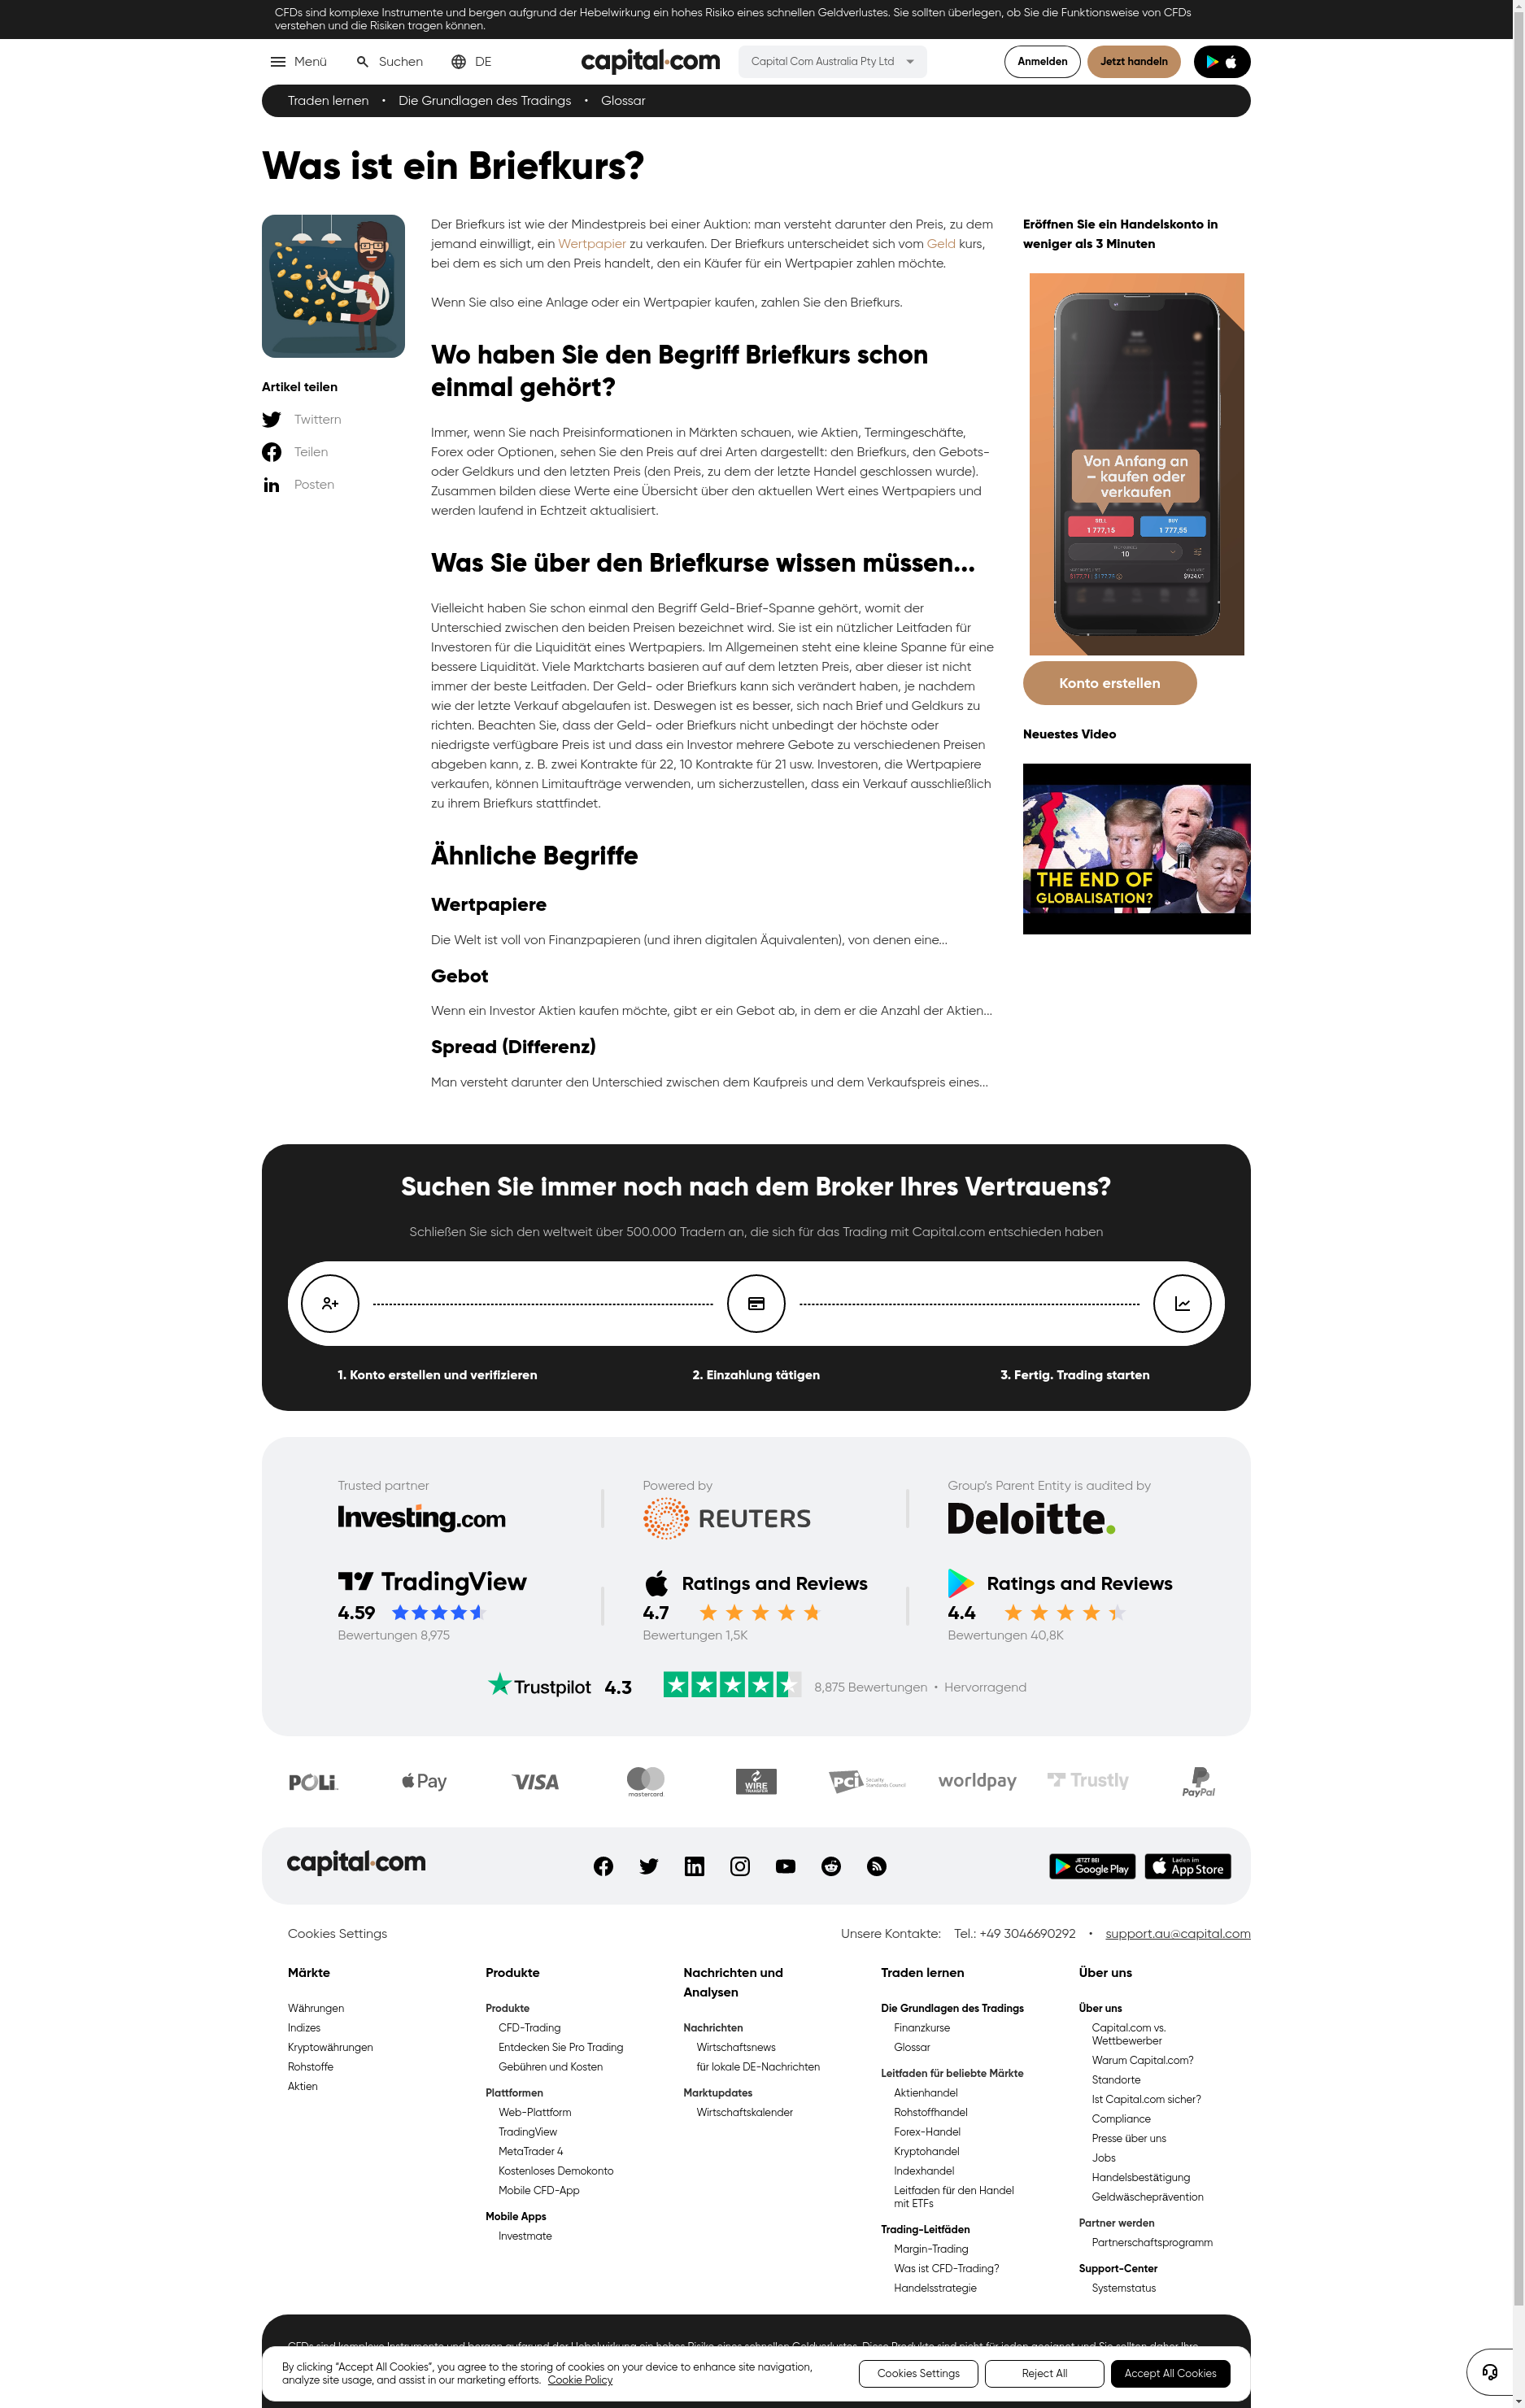 CFDs sind komplexe Instrumente und bergen aufgrund der Hebelwirkung ein hohes Risiko eines schnellen Geldverlustes. Sie sollten überlegen, ob Sie die Funktionsweise von CFDs
verstehen und die Risiken tragen können.
Menü
Suchen
DE
capital.com
Capital Com Australia Pty Ltd
Anmelden
Jetzt handeln
Traden lernen • Die Grundlagen des Tradings • Glossar
Was ist ein Briefkurs?
Artikel teilen
Twittern
Teilen
Posten
Der Briefkurs ist wie der Mindestpreis bei einer Auktion: man versteht darunter den Preis, zu dem
jemand einwilligt, ein Wertpapier zu verkaufen. Der Briefkurs unterscheidet sich vom Geld kurs,
bei dem es sich um den Preis handelt, den ein Käufer für ein Wertpapier zahlen möchte.
Wenn Sie also eine Anlage oder ein Wertpapier kaufen, zahlen Sie den Briefkurs.
Wo haben Sie den Begriff Briefkurs schon
einmal gehört?
Immer, wenn Sie nach Preisinformationen in Märkten schauen, wie Aktien, Termingeschäfte,
Forex oder Optionen, sehen Sie den Preis auf drei Arten dargestellt: den Briefkurs, den Gebots-
oder Geldkurs und den letzten Preis (den Preis, zu dem der letzte Handel geschlossen wurde).
Zusammen bilden diese Werte eine Übersicht über den aktuellen Wert eines Wertpapiers und
werden laufend in Echtzeit aktualisiert.
Was Sie über den Briefkurse wissen müssen...
Vielleicht haben Sie schon einmal den Begriff Geld-Brief-Spanne gehört, womit der
Unterschied zwischen den beiden Preisen bezeichnet wird. Sie ist ein nützlicher Leitfaden für
Investoren für die Liquidität eines Wertpapiers. Im Allgemeinen steht eine kleine Spanne für eine
bessere Liquidität. Viele Marktcharts basieren auf auf dem letzten Preis, aber dieser ist nicht
immer der beste Leitfaden. Der Geld- oder Briefkurs kann sich verändert haben, je nachdem
wie der letzte Verkauf abgelaufen ist. Deswegen ist es besser, sich nach Brief und Geldkurs zu
richten. Beachten Sie, dass der Geld- oder Briefkurs nicht unbedingt der höchste oder
niedrigste verfügbare Preis ist und dass ein Investor mehrere Gebote zu verschiedenen Preisen
abgeben kann, z. B. zwei Kontrakte für 22, 10 Kontrakte für 21 usw. Investoren, die Wertpapiere
verkaufen, können Limitaufträge verwenden, um sicherzustellen, dass ein Verkauf ausschließlich
zu ihrem Briefkurs stattfindet.
Ähnliche Begriffe
Wertpapiere
Die Welt ist voll von Finanzpapieren (und ihren digitalen Äquivalenten), von denen eine...
Gebot
Wenn ein Investor Aktien kaufen möchte, gibt er ein Gebot ab, in dem er die Anzahl der Aktien...
Spread (Differenz)
Man versteht darunter den Unterschied zwischen dem Kaufpreis und dem Verkaufspreis eines...
Eröffnen Sie ein Handelskonto in
weniger als 3 Minuten
Von Anfang an
– kaufen oder
verkaufen
SELL
1 777,15
BUY
1 777,55
10
Konto erstellen
Neuestes Video
THE END OF
GLOBALISATION?
Suchen Sie immer noch nach dem Broker Ihres Vertrauens?
Schließen Sie sich den weltweit über 500.000 Tradern an, die sich für das Trading mit Capital.com entschieden haben
1. Konto erstellen und verifizieren
2. Einzahlung tätigen
3. Fertig. Trading starten
Trusted partner
Investing.com
Powered by
REUTERS
Group's Parent Entity is audited by
Deloitte.
TradingView
4.59
Bewertungen 8,975
Ratings and Reviews
4.7
Bewertungen 1,5K
Ratings and Reviews
4.4
Bewertungen 40,8K
Trustpilot 4.3
8,875 Bewertungen • Hervorragend
POLi
Pay
VISA
mastercard
WIRE
TRANSFER
PCI Security
Standards Council
worldpay
Trustly
PayPal
capital.com
JETZT BEI
Google Play
Laden im
App Store
Cookies Settings
Unsere Kontakte: Tel.: +49 3046690292 • support.au@capital.com
Märkte
Währungen
Indizes
Kryptowährungen
Rohstoffe
Aktien
Produkte
Produkte
CFD-Trading
Entdecken Sie Pro Trading
Gebühren und Kosten
Plattformen
Web-Plattform
TradingView
MetaTrader 4
Kostenloses Demokonto
Mobile CFD-App
Mobile Apps
Investmate
Nachrichten und
Analysen
Nachrichten
Wirtschaftsnews
für lokale DE-Nachrichten
Marktupdates
Wirtschaftskalender
Traden lernen
Die Grundlagen des Tradings
Finanzkurse
Glossar
Leitfaden für beliebte Märkte
Aktienhandel
Rohstoffhandel
Forex-Handel
Kryptohandel
Indexhandel
Leitfaden für den Handel
mit ETFs
Trading-Leitfäden
Margin-Trading
Was ist CFD-Trading?
Handelsstrategie
Über uns
Über uns
Capital.com vs.
Wettbewerber
Warum Capital.com?
Standorte
Ist Capital.com sicher?
Compliance
Presse über uns
Jobs
Handelsbestätigung
Geldwäscheprävention
Partner werden
Partnerschaftsprogramm
Support-Center
Systemstatus
CFDs sind komplexe Instrumente und bergen aufgrund der Hebelwirkung ein hohes Risiko eines schnellen Geldverlustes. Diese Produkte sind nicht für jeden geeignet und Sie sollten daher Ihre
By clicking “Accept All Cookies”, you agree to the storing of cookies on your device to enhance site navigation,
analyze site usage, and assist in our marketing efforts. Cookie Policy
Cookies Settings
Reject All
Accept All Cookies